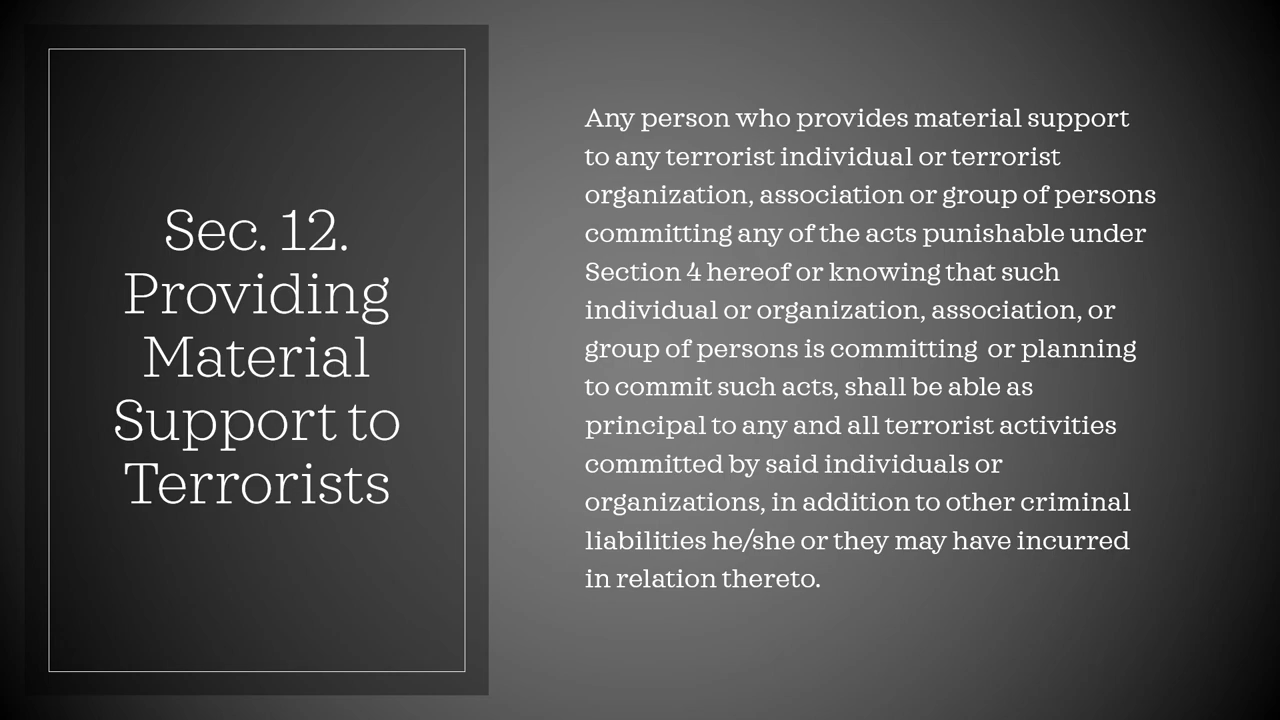 Sec. 12.
Providing
Material
Support to
Terrorists
Any person who provides material support
to any terrorist individual or terrorist
organization, association or group of persons
committing any of the acts punishable under
Section 4 hereof or knowing that such
individual or organization, association, or
group of persons is committing  or planning
to commit such acts, shall be able as
principal to any and all terrorist activities
committed by said individuals or
organizations, in addition to other criminal
liabilities he/she or they may have incurred
in relation thereto.